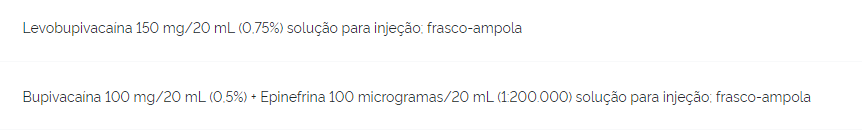 Levobupivacaína 150 mg/20 mL (0,75%) solução para injeção; frasco-ampola
Bupivacaína 100 mg/20 mL (0,5%) + Epinefrina 100 microgramas/20 mL (1:200.000) solução para injeção; frasco-ampola